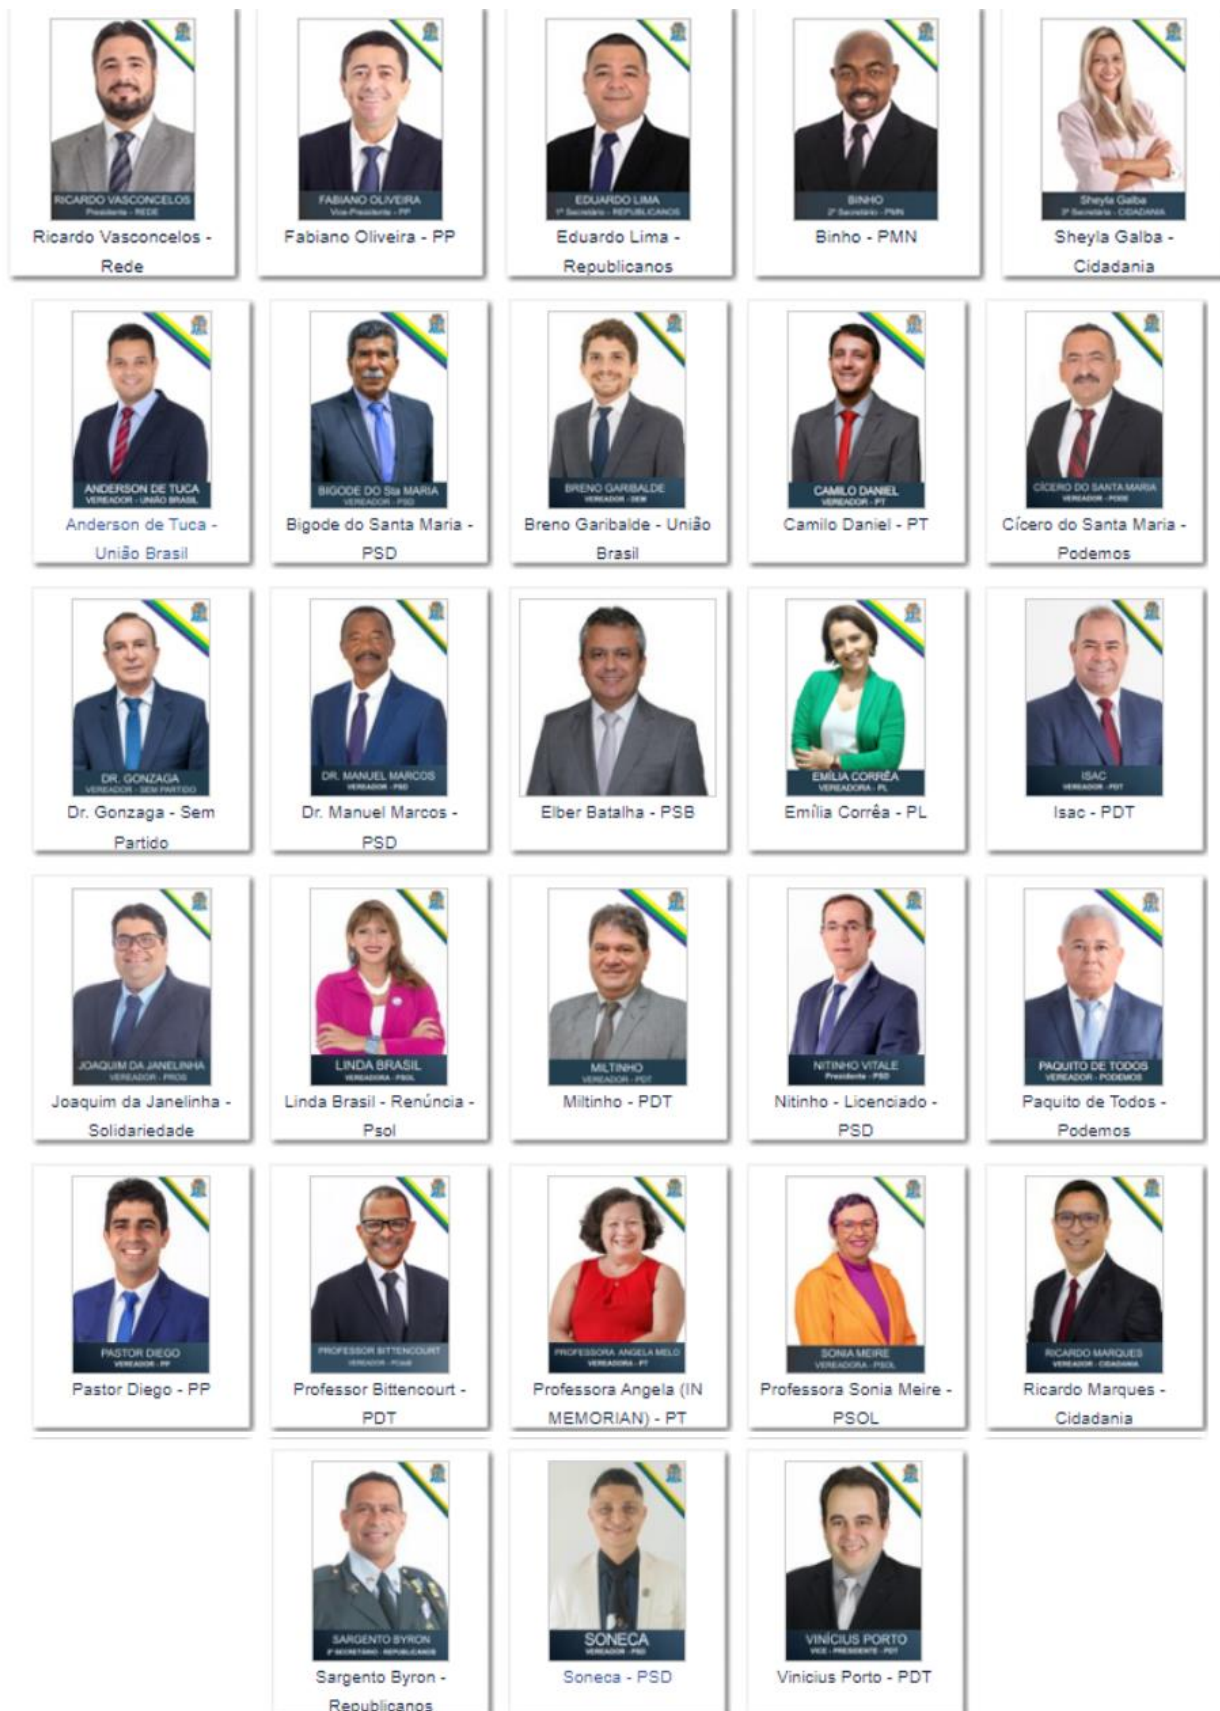 RICARDO VASCONCELOS
Presidente - REDE
Ricardo Vasconcelos -
Rede
FABIANO OLIVEIRA
Vice-Presidente - PP
Fabiano Oliveira - PP
EDUARDO LIMA
1º Secretário - REPUBLICANOS
Eduardo Lima -
Republicanos
BINHO
2º Secretário - PMN
Binho - PMN
Sheyla Galba
3ª Secretária - CIDADANIA
Sheyla Galba -
Cidadania
ANDERSON DE TUCA
VEREADOR - UNIÃO BRASIL
Anderson de Tuca -
União Brasil
BIGODE DO Sta MARIA
VEREADOR - PSD
Bigode do Santa Maria -
PSD
BRENO GARIBALDE
VEREADOR - DEM
Breno Garibalde - União
Brasil
CAMILO DANIEL
VEREADOR - PT
Camilo Daniel - PT
CÍCERO DO SANTA MARIA
VEREADOR - PODE
Cícero do Santa Maria -
Podemos
DR. GONZAGA
VEREADOR - SEM PARTIDO
Dr. Gonzaga - Sem
Partido
DR. MANUEL MARCOS
VEREADOR - PSD
Dr. Manuel Marcos -
PSD
Elber Batalha - PSB
EMÍLIA CORRÊA
VEREADORA - PL
Emília Corrêa - PL
ISAC
VEREADOR - PDT
Isac - PDT
JOAQUIM DA JANELINHA
VEREADOR - PROS
Joaquim da Janelinha -
Solidariedade
LINDA BRASIL
VEREADORA - PSOL
Linda Brasil - Renúncia -
Psol
MILTINHO
VEREADOR - PDT
Miltinho - PDT
NITINHO VITALE
Presidente - PSD
Nitinho - Licenciado -
PSD
PAQUITO DE TODOS
VEREADOR - PODEMOS
Paquito de Todos -
Podemos
PASTOR DIEGO
VEREADOR - PP
Pastor Diego - PP
PROFESSOR BITTENCOURT
VEREADOR - PCdoB
Professor Bittencourt -
PDT
PROFESSORA ANGELA MELO
VEREADORA - PT
Professora Angela (IN
MEMORIAN) - PT
SONIA MEIRE
VEREADORA - PSOL
Professora Sonia Meire -
PSOL
RICARDO MARQUES
VEREADOR - CIDADANIA
Ricardo Marques -
Cidadania
SARGENTO BYRON
2º SECRETÁRIO - REPUBLICANOS
Sargento Byron -
Republicanos
SONECA
VEREADOR - PSD
Soneca - PSD
VINÍCIUS PORTO
VICE - PRESIDENTE - PDT
Vinicius Porto - PDT